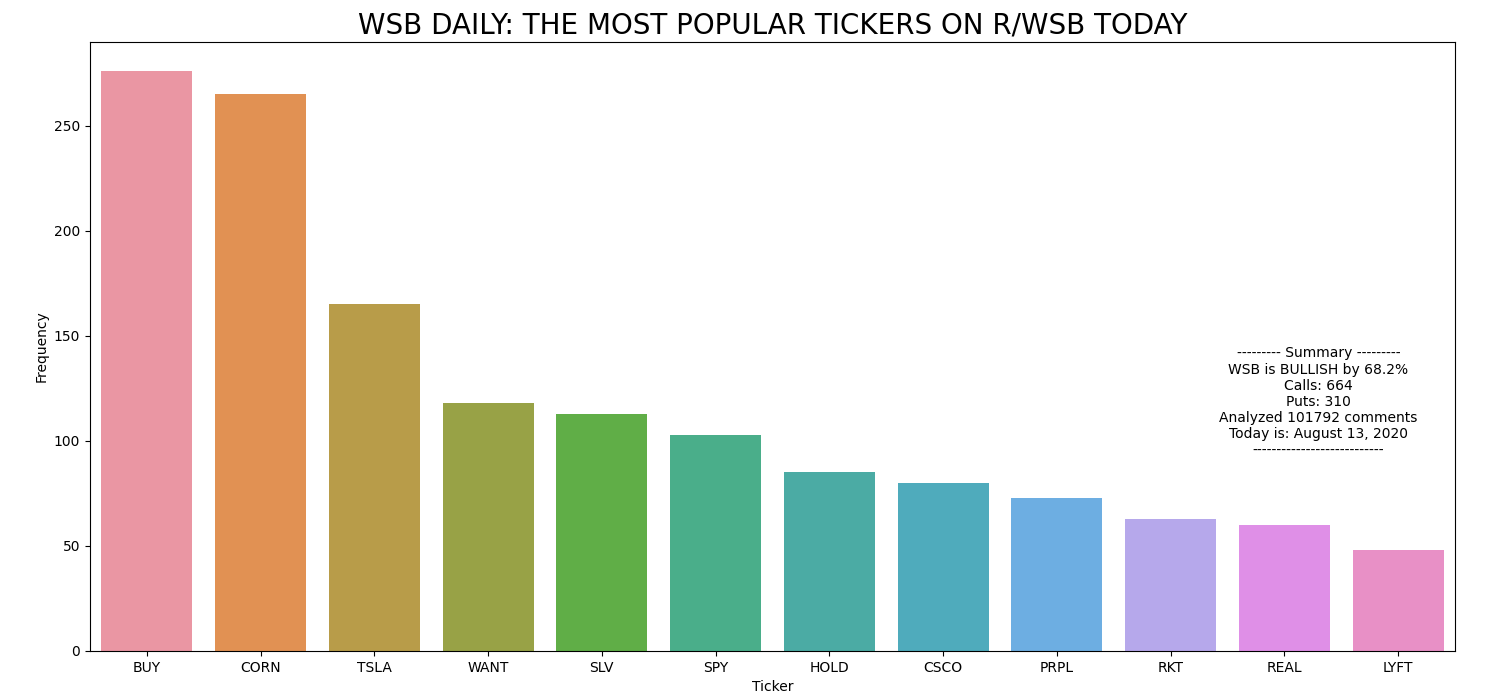 WSB DAILY: THE MOST POPULAR TICKERS ON R/WSB TODAY
250
200
150
100
50
0
Frequency
--------- Summary ---------
WSB is BULLISH by 68.2%
Calls: 664
Puts: 310
Analyzed 101792 comments
Today is: August 13, 2020
---------------------------
BUY CORN TSLA WANT SLV SPY HOLD CSCO PRPL RKT REAL LYFT
Ticker